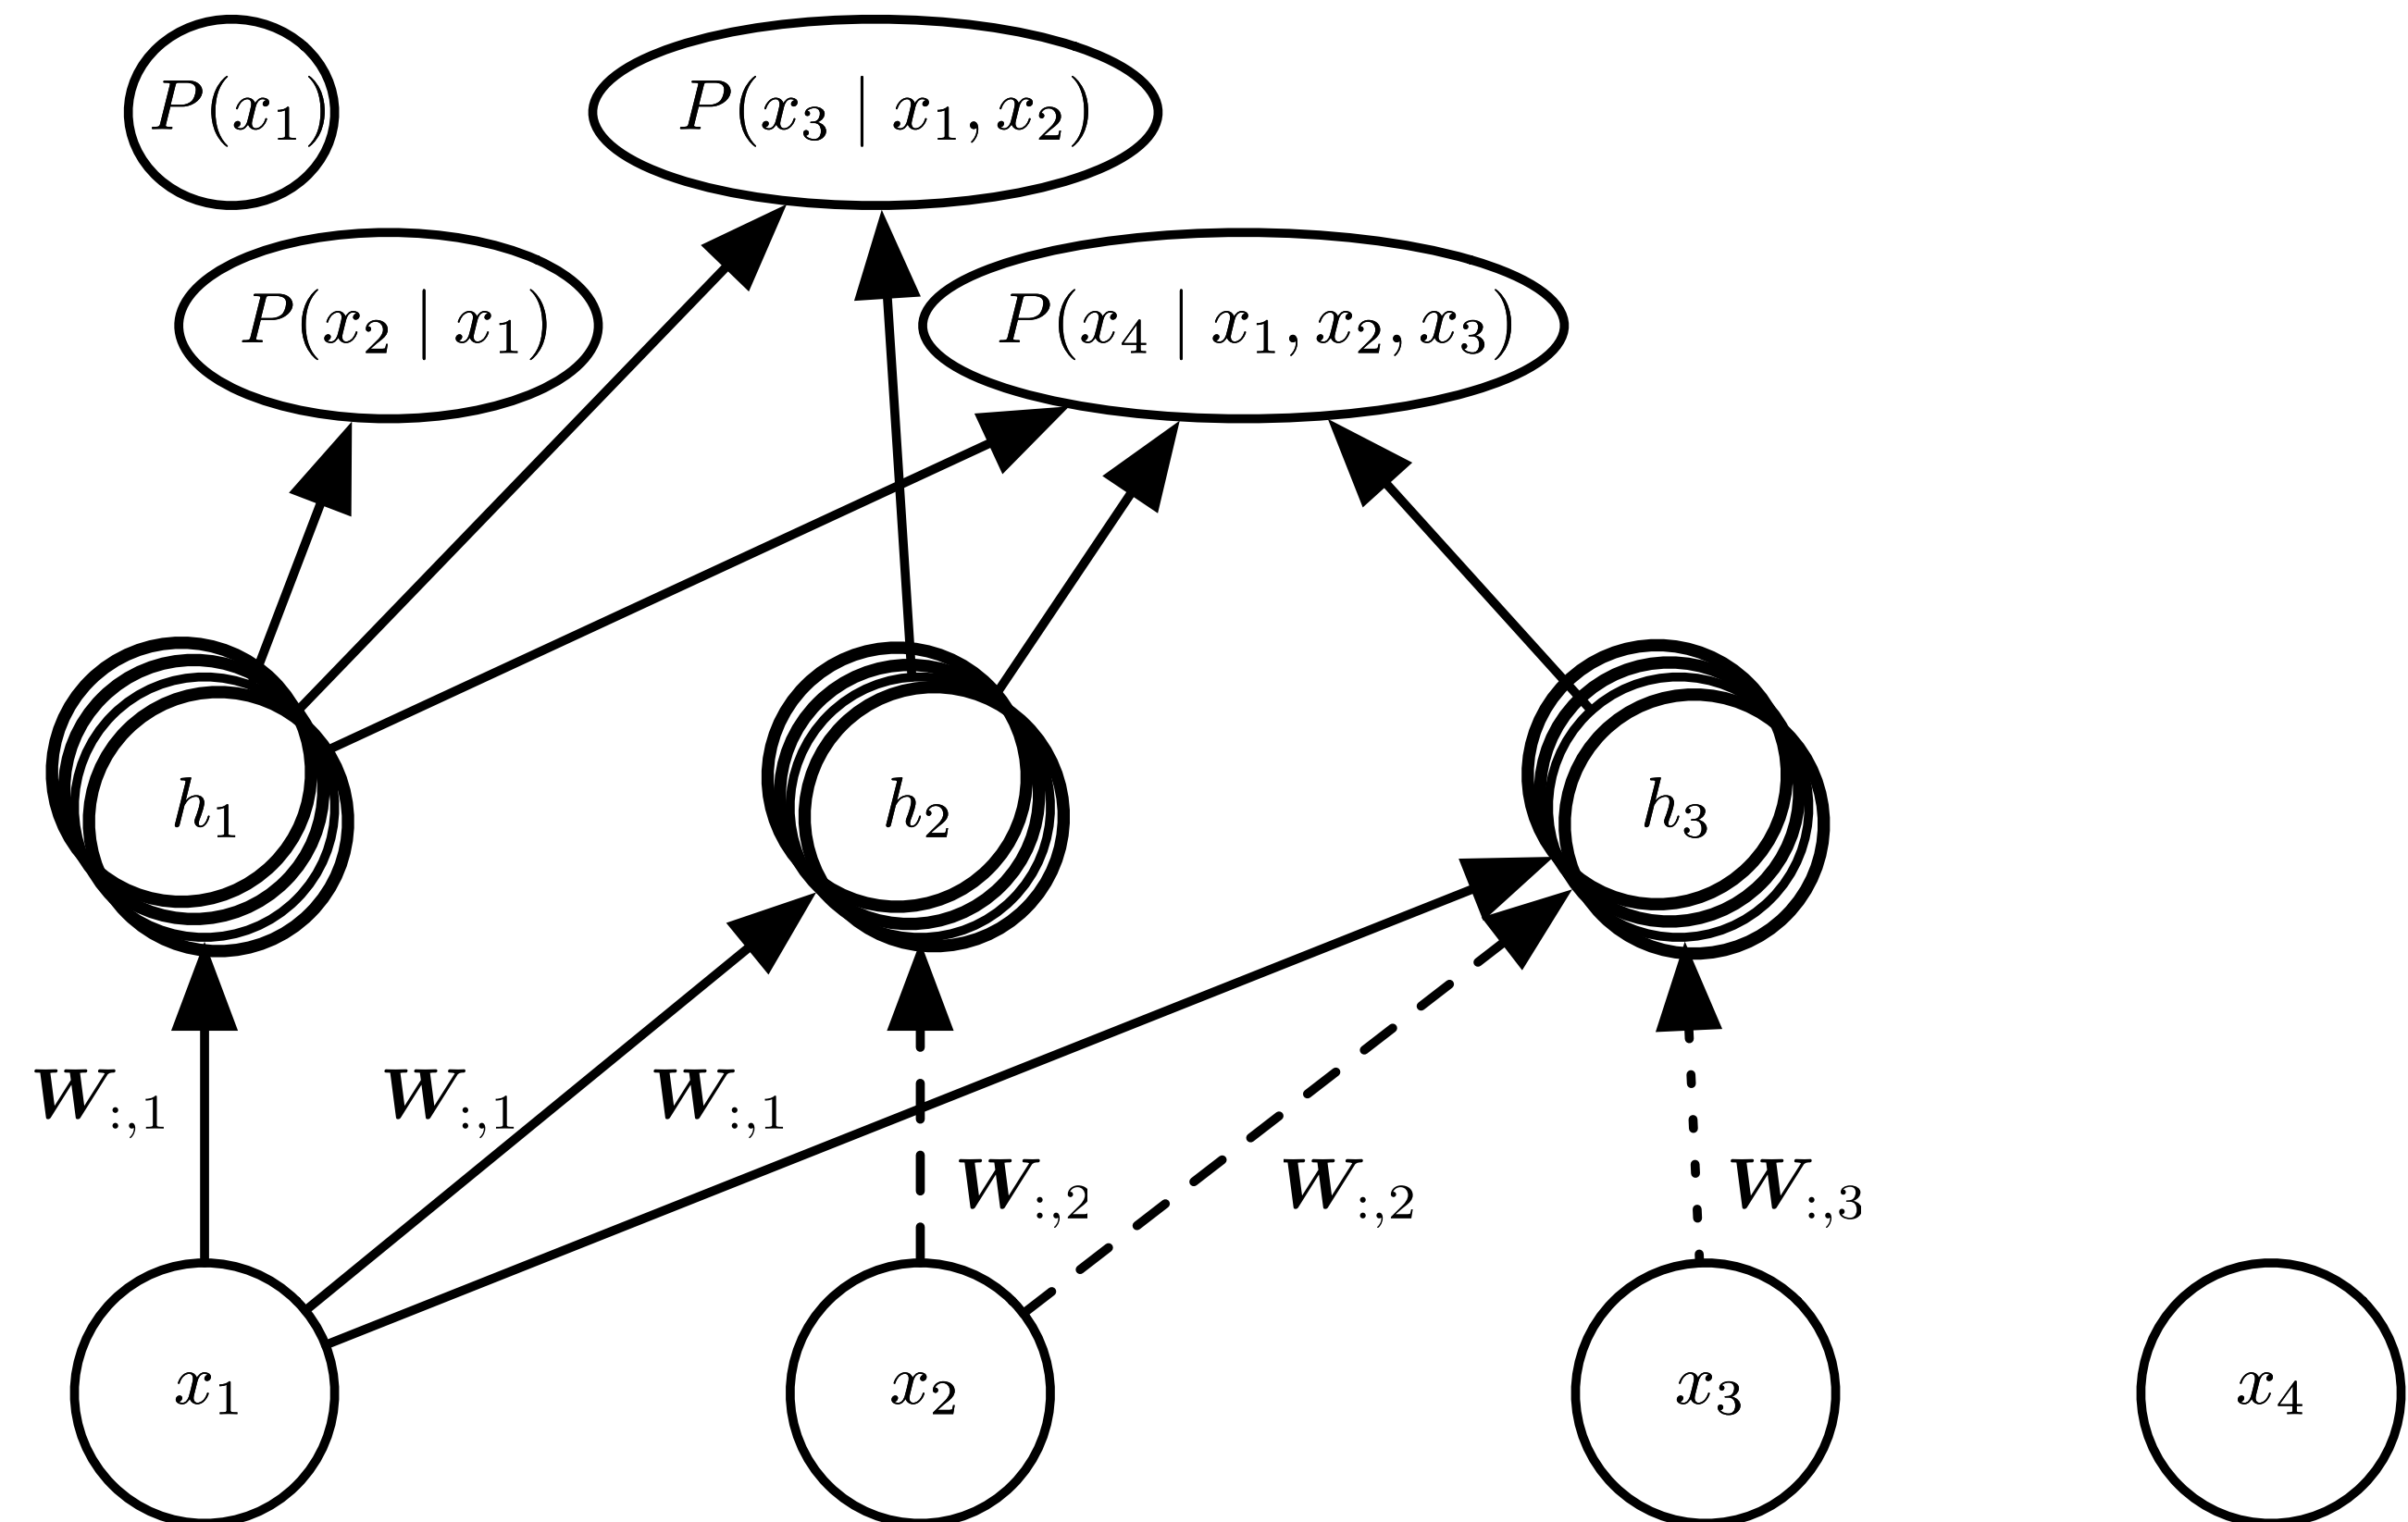 P(x₁) P(x₃ | x₁, x₂)
P(x₂ | x₁) P(x₄ | x₁, x₂, x₃)
h₁ h₂ h₃
W:,1 W:,1 W:,1
W:,2 W:,2 W:,3
x₁ x₂ x₃ x₄